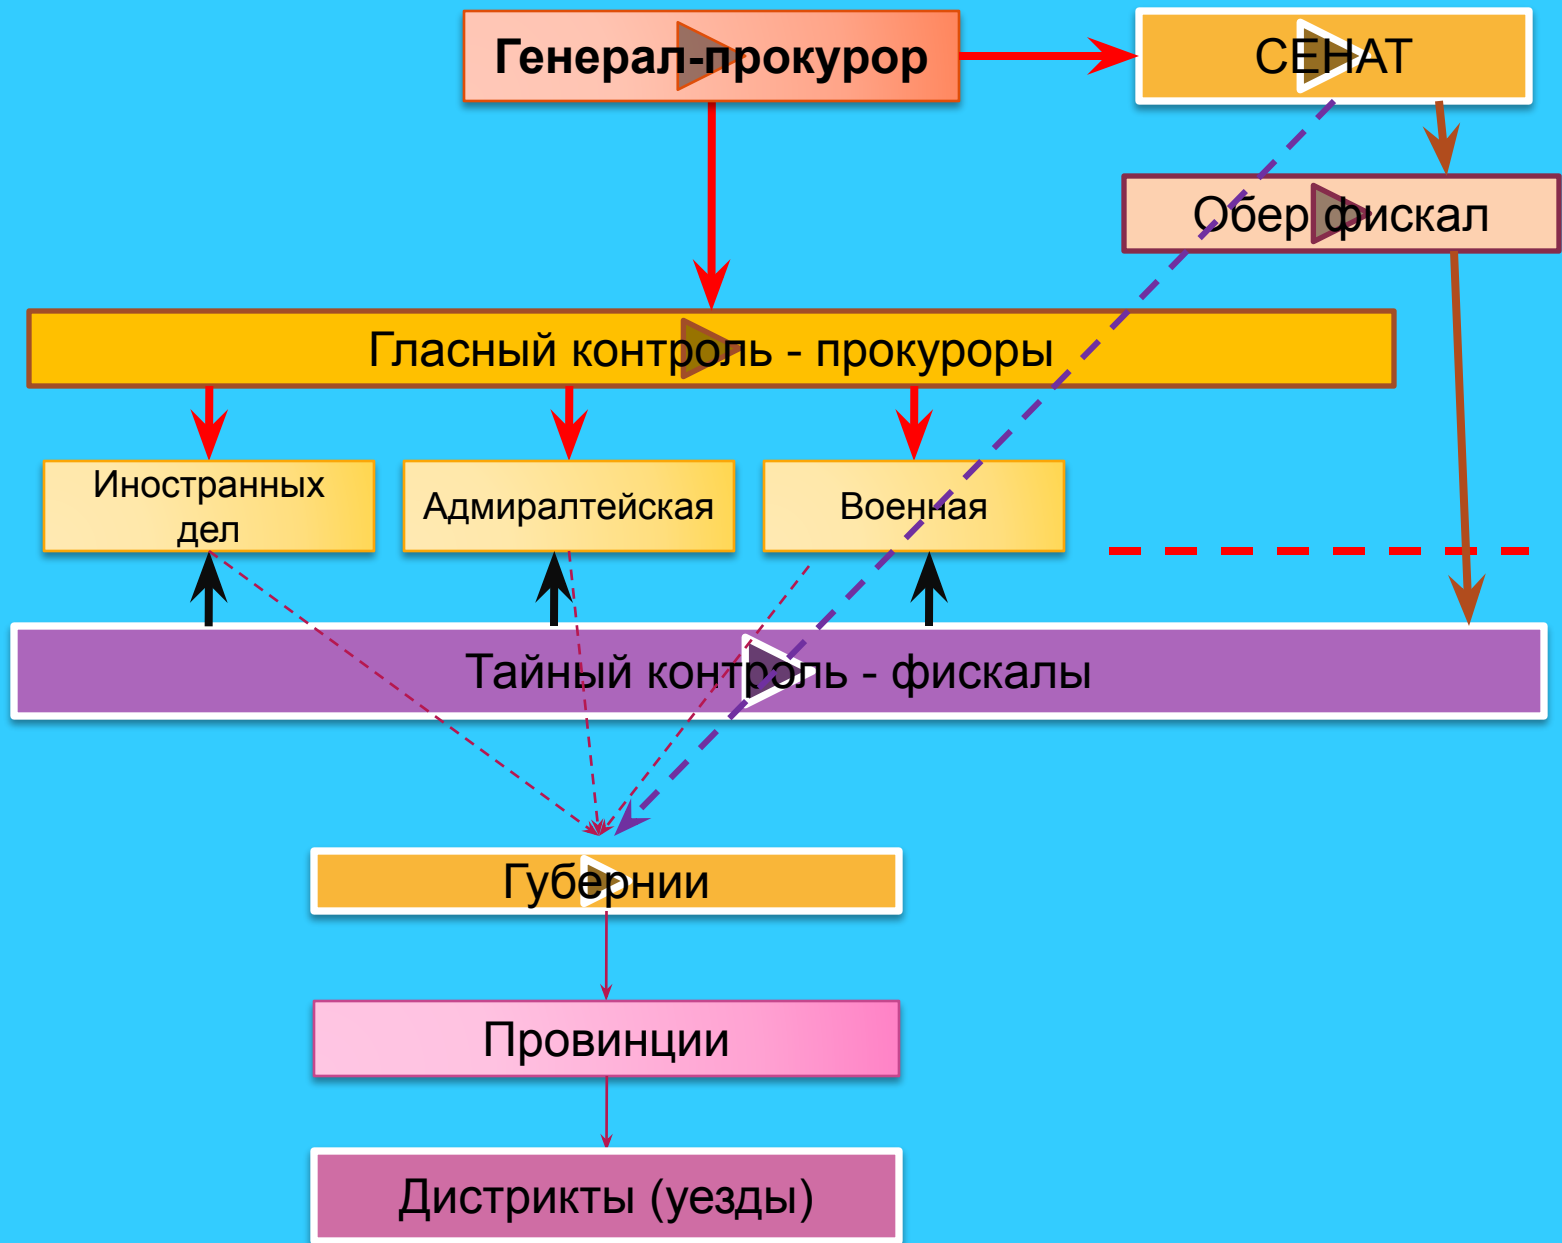 Генерал-прокурор
СЕНАТ
Обер фискал
Гласный контроль - прокуроры
Иностранных
дел
Адмиралтейская
Военная
Тайный контроль - фискалы
Губернии
Провинции
Дистрикты (уезды)